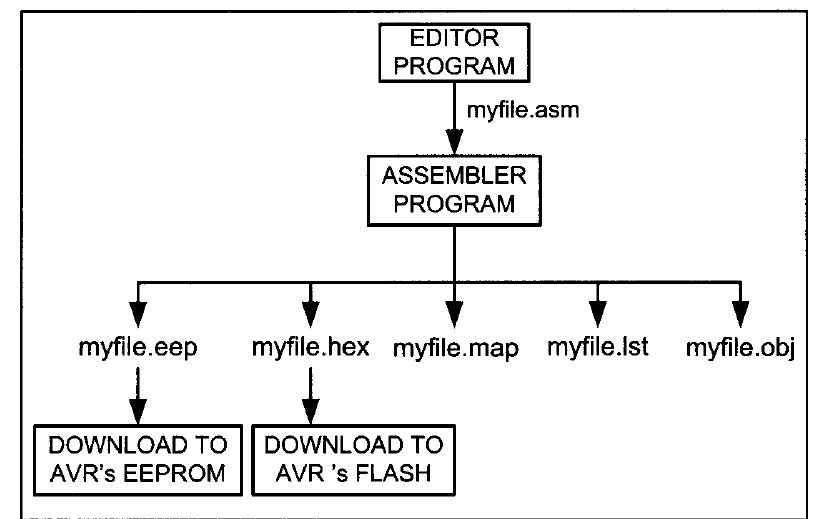 EDITOR
PROGRAM
myfile.asm
ASSEMBLER
PROGRAM
myfile.eep
myfile.hex
myfile.map
myfile.lst
myfile.obj
DOWNLOAD TO
AVR's EEPROM
DOWNLOAD TO
AVR 's FLASH